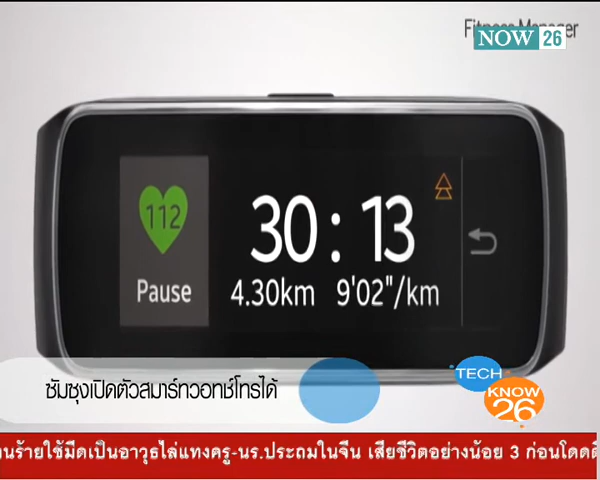 Fitness Manager
NOW 26
112
30 : 13
Pause
4.30km 9'02"/km
ซัมซุงเปิดตัวสมาร์ทวอทช์โทรได้
TECH
KNOW
26
นร้ายใช้มีดเป็นอาวุธไล่แทงครู-นร.ประถมในจีน เสียชีวิตอย่างน้อย 3 ก่อนโดดตึ